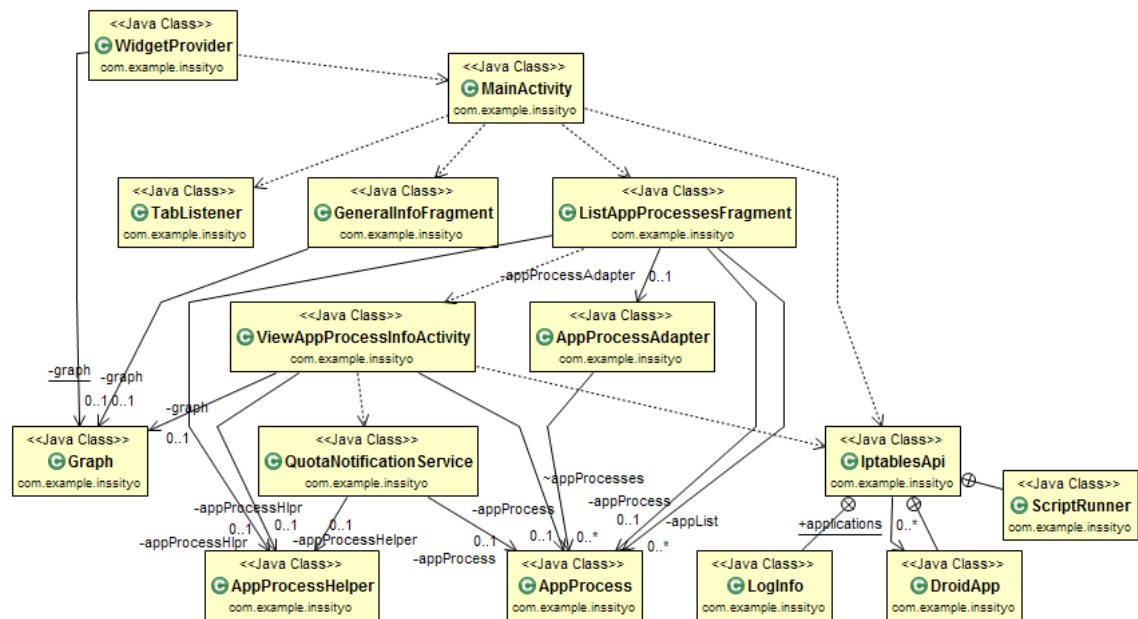 <<Java Class>>
WidgetProvider
com.example.inssityo
<<Java Class>>
MainActivity
com.example.inssityo
<<Java Class>>
TabListener
com.example.inssityo
<<Java Class>>
GeneralInfoFragment
com.example.inssityo
<<Java Class>>
ListAppProcessesFragment
com.example.inssityo
-appProcessAdapter
0..1
<<Java Class>>
ViewAppProcessInfoActivity
com.example.inssityo
<<Java Class>>
AppProcessAdapter
com.example.inssityo
-graph
0..1
-graph
0..1
-graph
0..1
<<Java Class>>
Graph
com.example.inssityo
<<Java Class>>
QuotaNotificationService
com.example.inssityo
<<Java Class>>
IptablesApi
com.example.inssityo
<<Java Class>>
ScriptRunner
com.example.inssityo
~appProcesses
0..*
-appProcessHlpr
0..1
-appProcessHlpr
0..1
-appProcessHelper
0..1
-appProcess
0..1
-appProcess
0..1
-appProcess
0..1
-appList
0..*
+applications
0..*
<<Java Class>>
AppProcessHelper
com.example.inssityo
<<Java Class>>
AppProcess
com.example.inssityo
<<Java Class>>
LogInfo
com.example.inssityo
<<Java Class>>
DroidApp
com.example.inssityo